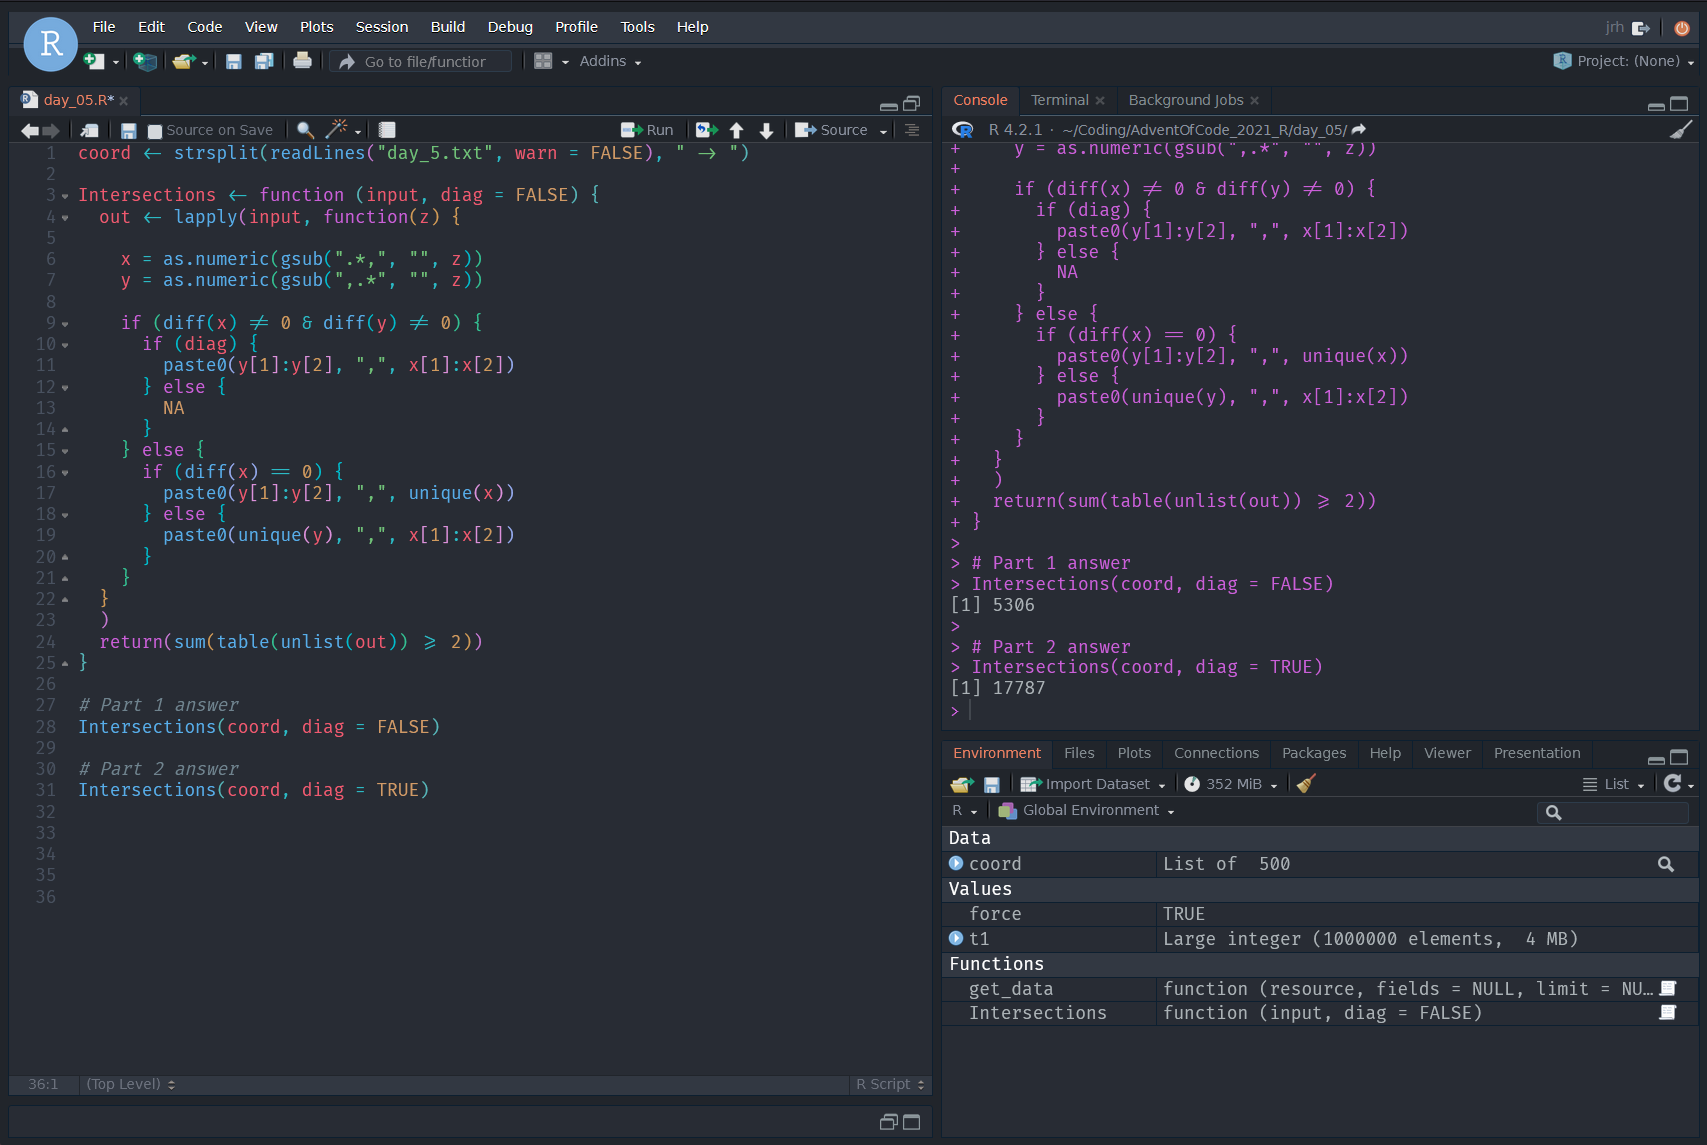 R
File Edit Code View Plots Session Build Debug Profile Tools Help
jrh
Go to file/function
Addins
Project: (None)
day_05.R*
Source on Save
Run
Source
1 coord <- strsplit(readLines("day_5.txt", warn = FALSE), " -> ")
2
3 Intersections <- function (input, diag = FALSE) {
4 out <- lapply(input, function(z) {
5
6 x = as.numeric(gsub(".*,", "", z))
7 y = as.numeric(gsub(",.*", "", z))
8
9 if (diff(x) != 0 & diff(y) != 0) {
10 if (diag) {
11 paste0(y[1]:y[2], ",", x[1]:x[2])
12 } else {
13 NA
14 }
15 } else {
16 if (diff(x) == 0) {
17 paste0(y[1]:y[2], ",", unique(x))
18 } else {
19 paste0(unique(y), ",", x[1]:x[2])
20 }
21 }
22 }
23 )
24 return(sum(table(unlist(out)) >= 2))
25 }
26
27 # Part 1 answer
28 Intersections(coord, diag = FALSE)
29
30 # Part 2 answer
31 Intersections(coord, diag = TRUE)
32
33
34
35
36
36:1 (Top Level) R Script
Console Terminal Background Jobs
R 4.2.1 · ~/Coding/AdventOfCode_2021_R/day_05/
+ y = as.numeric(gsub(",.*", "", z))
+
+ if (diff(x) != 0 & diff(y) != 0) {
+ if (diag) {
+ paste0(y[1]:y[2], ",", x[1]:x[2])
+ } else {
+ NA
+ }
+ } else {
+ if (diff(x) == 0) {
+ paste0(y[1]:y[2], ",", unique(x))
+ } else {
+ paste0(unique(y), ",", x[1]:x[2])
+ }
+ }
+ }
+ )
+ return(sum(table(unlist(out)) >= 2))
+ }
>
> # Part 1 answer
> Intersections(coord, diag = FALSE)
[1] 5306
>
> # Part 2 answer
> Intersections(coord, diag = TRUE)
[1] 17787
>
Environment Files Plots Connections Packages Help Viewer Presentation
Import Dataset 352 MiB List
R Global Environment
Data
coord List of 500
Values
force TRUE
t1 Large integer (1000000 elements, 4 MB)
Functions
get_data function (resource, fields = NULL, limit = NU…
Intersections function (input, diag = FALSE)